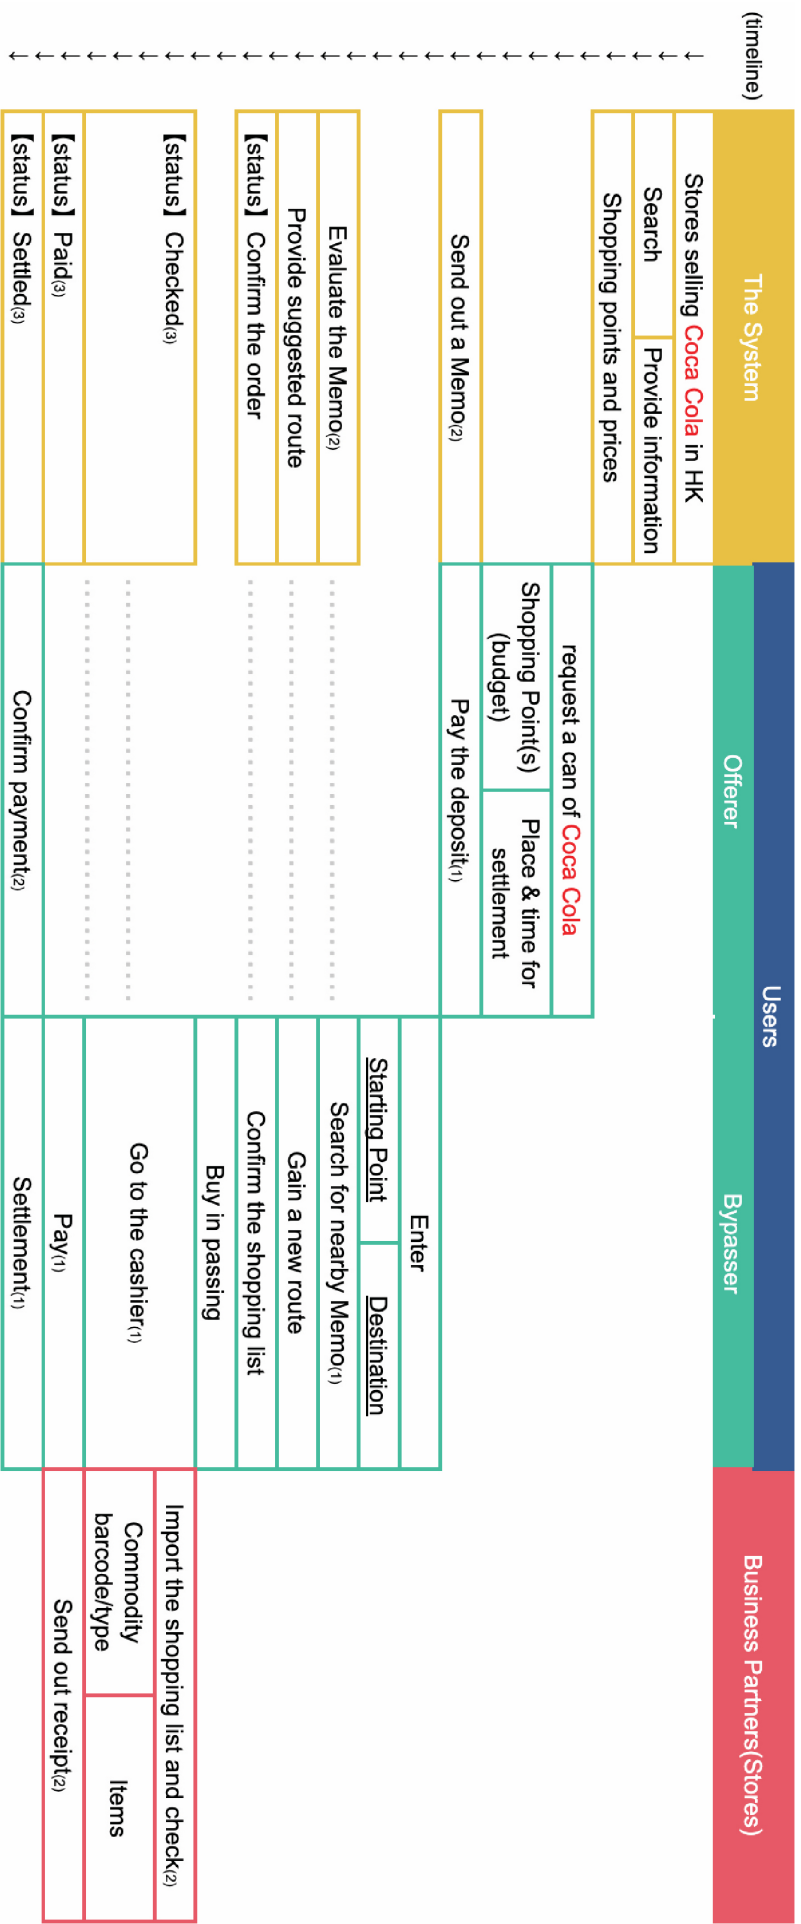 (timeline)
The System
Users
Offerer
Bypasser
Business Partners(Stores)
Stores selling Coca Cola in HK
Search
Provide information
Shopping points and prices
request a can of Coca Cola
Shopping Point(s)
(budget)
Place & time for
settlement
Send out a Memo(2)
Pay the deposit(1)
Enter
Starting Point
Destination
Evaluate the Memo(2)
Search for nearby Memo(1)
Provide suggested route
Gain a new route
【status】 Confirm the order
Confirm the shopping list
Buy in passing
【status】 Checked(3)
Go to the cashier(1)
Import the shopping list and check(2)
Commodity
barcode/type
Items
【status】 Paid(3)
Pay(1)
Send out receipt(2)
【status】 Settled(3)
Confirm payment(2)
Settlement(1)